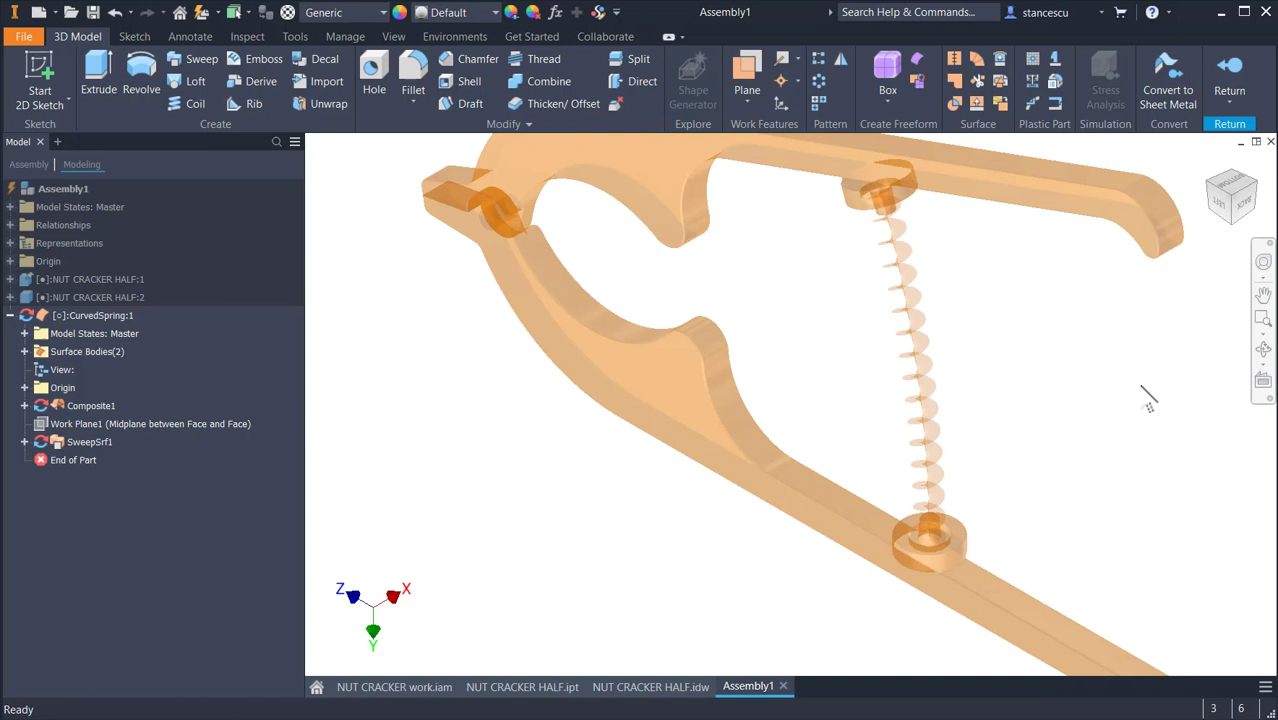 Generic
Default
Assembly1
Search Help & Commands...
stancescu
File
3D Model
Sketch
Annotate
Inspect
Tools
Manage
View
Environments
Get Started
Collaborate
Start
2D Sketch
Extrude
Revolve
Sweep
Loft
Coil
Emboss
Derive
Rib
Decal
Import
Unwrap
Hole
Fillet
Chamfer
Shell
Draft
Thread
Combine
Thicken/ Offset
Split
Direct
Shape
Generator
Plane
Box
Stress
Analysis
Convert to
Sheet Metal
Return
Sketch
Create
Modify
Explore
Work Features
Pattern
Create Freeform
Surface
Plastic Part
Simulation
Convert
Return
Model
Assembly
Modeling
Assembly1
Model States: Master
Relationships
Representations
Origin
[●]:NUT CRACKER HALF:1
[●]:NUT CRACKER HALF:2
[○]:CurvedSpring:1
Model States: Master
Surface Bodies(2)
View:
Origin
Composite1
Work Plane1 (Midplane between Face and Face)
SweepSrf1
End of Part
BOTTOM
LEFT
BACK
Z
X
Y
NUT CRACKER work.iam
NUT CRACKER HALF.ipt
NUT CRACKER HALF.idw
Assembly1
Ready
3
6